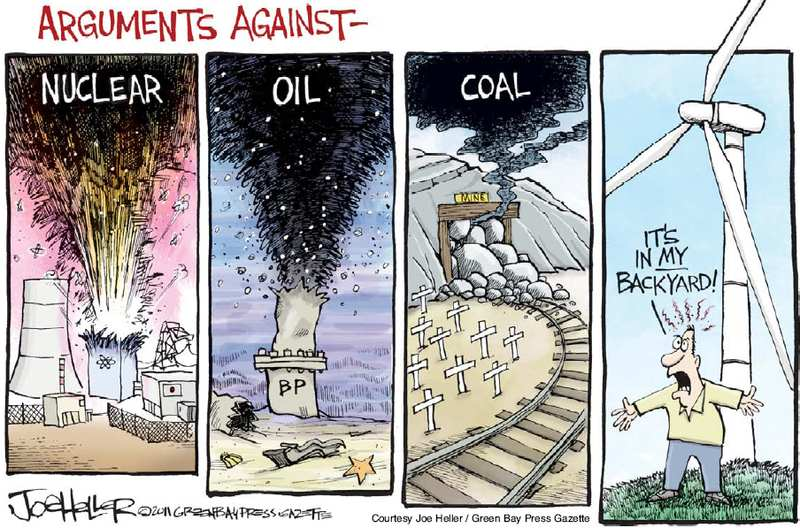 ARGUMENTS AGAINST-
NUCLEAR
OIL
COAL
MINE
BP
IT'S
IN MY
BACKYARD!
JOE HELLER ©2011 GREEN BAY PRESS-GAZETTE
Courtesy Joe Heller / Green Bay Press Gazette